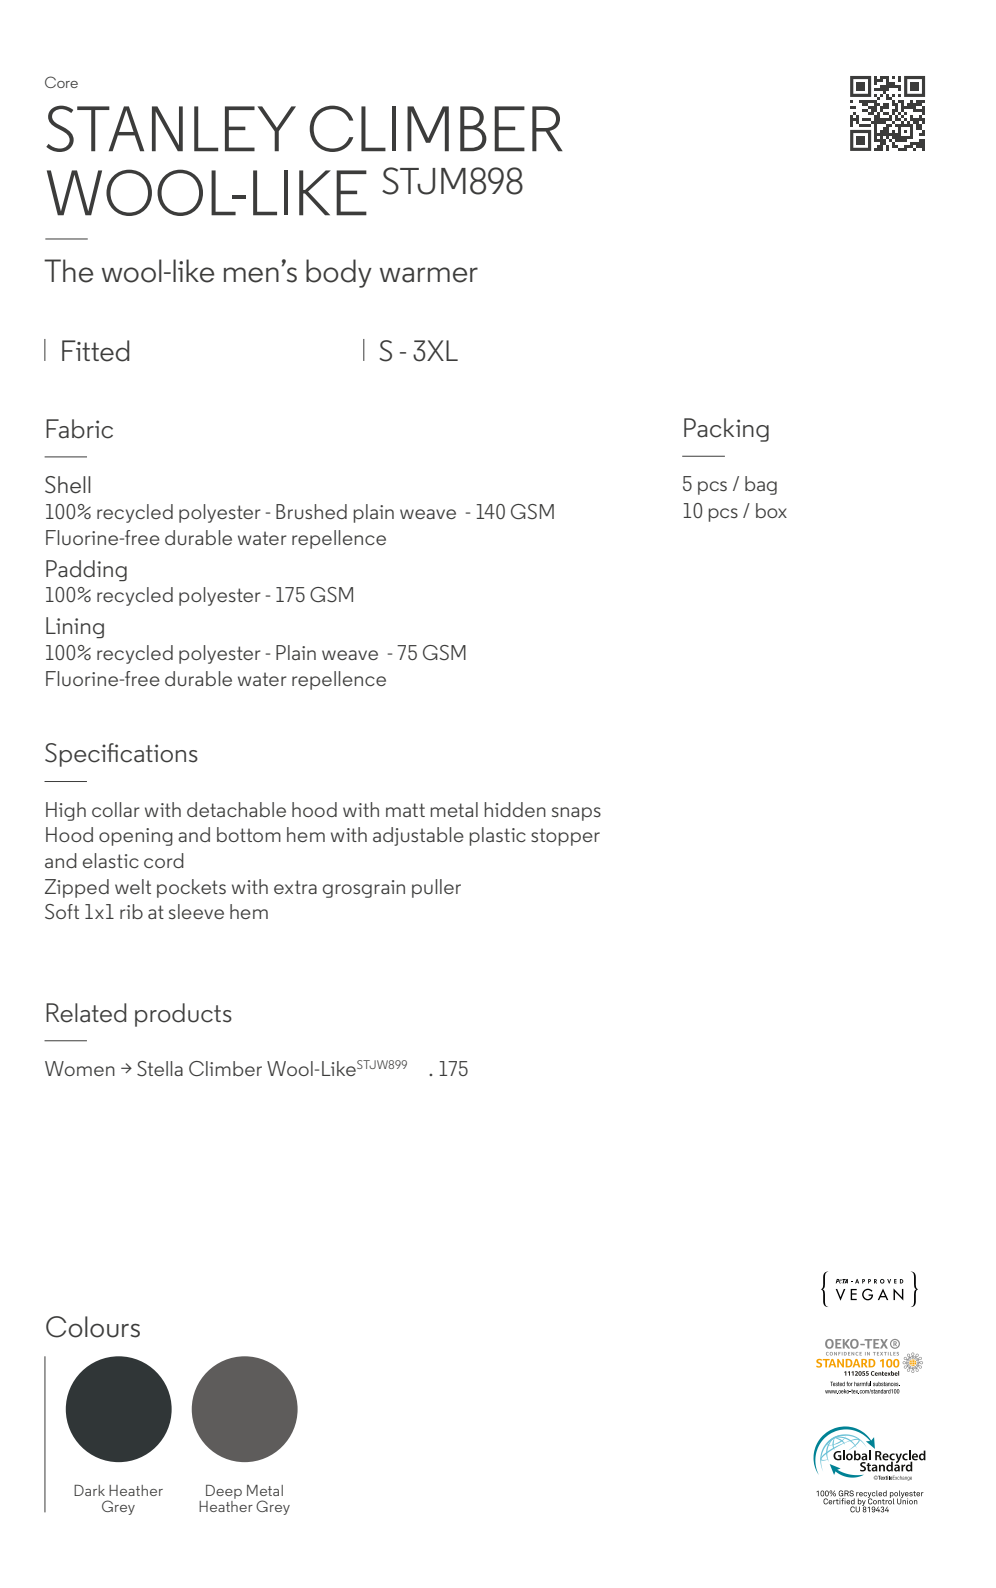 Core
STANLEY CLIMBER
WOOL-LIKE STJM898
The wool-like men's body warmer
Fitted
S - 3XL
Fabric
Shell
100% recycled polyester - Brushed plain weave - 140 GSM
Fluorine-free durable water repellence
Padding
100% recycled polyester - 175 GSM
Lining
100% recycled polyester - Plain weave - 75 GSM
Fluorine-free durable water repellence
Packing
5 pcs / bag
10 pcs / box
Specifications
High collar with detachable hood with matt metal hidden snaps
Hood opening and bottom hem with adjustable plastic stopper
and elastic cord
Zipped welt pockets with extra grosgrain puller
Soft 1x1 rib at sleeve hem
Related products
Women → Stella Climber Wool-Like STJW899 . 175
Colours
Dark Heather
Grey
Deep Metal
Heather Grey
PETA - APPROVED
VEGAN
OEKO-TEX®
CONFIDENCE IN TEXTILES
STANDARD 100
1112055 Centexbel
Tested for harmful substances.
www.oeko-tex.com/standard100
Global Recycled
Standard
©TextileExchange
100% GRS recycled polyester
Certified by Control Union
CU 819434